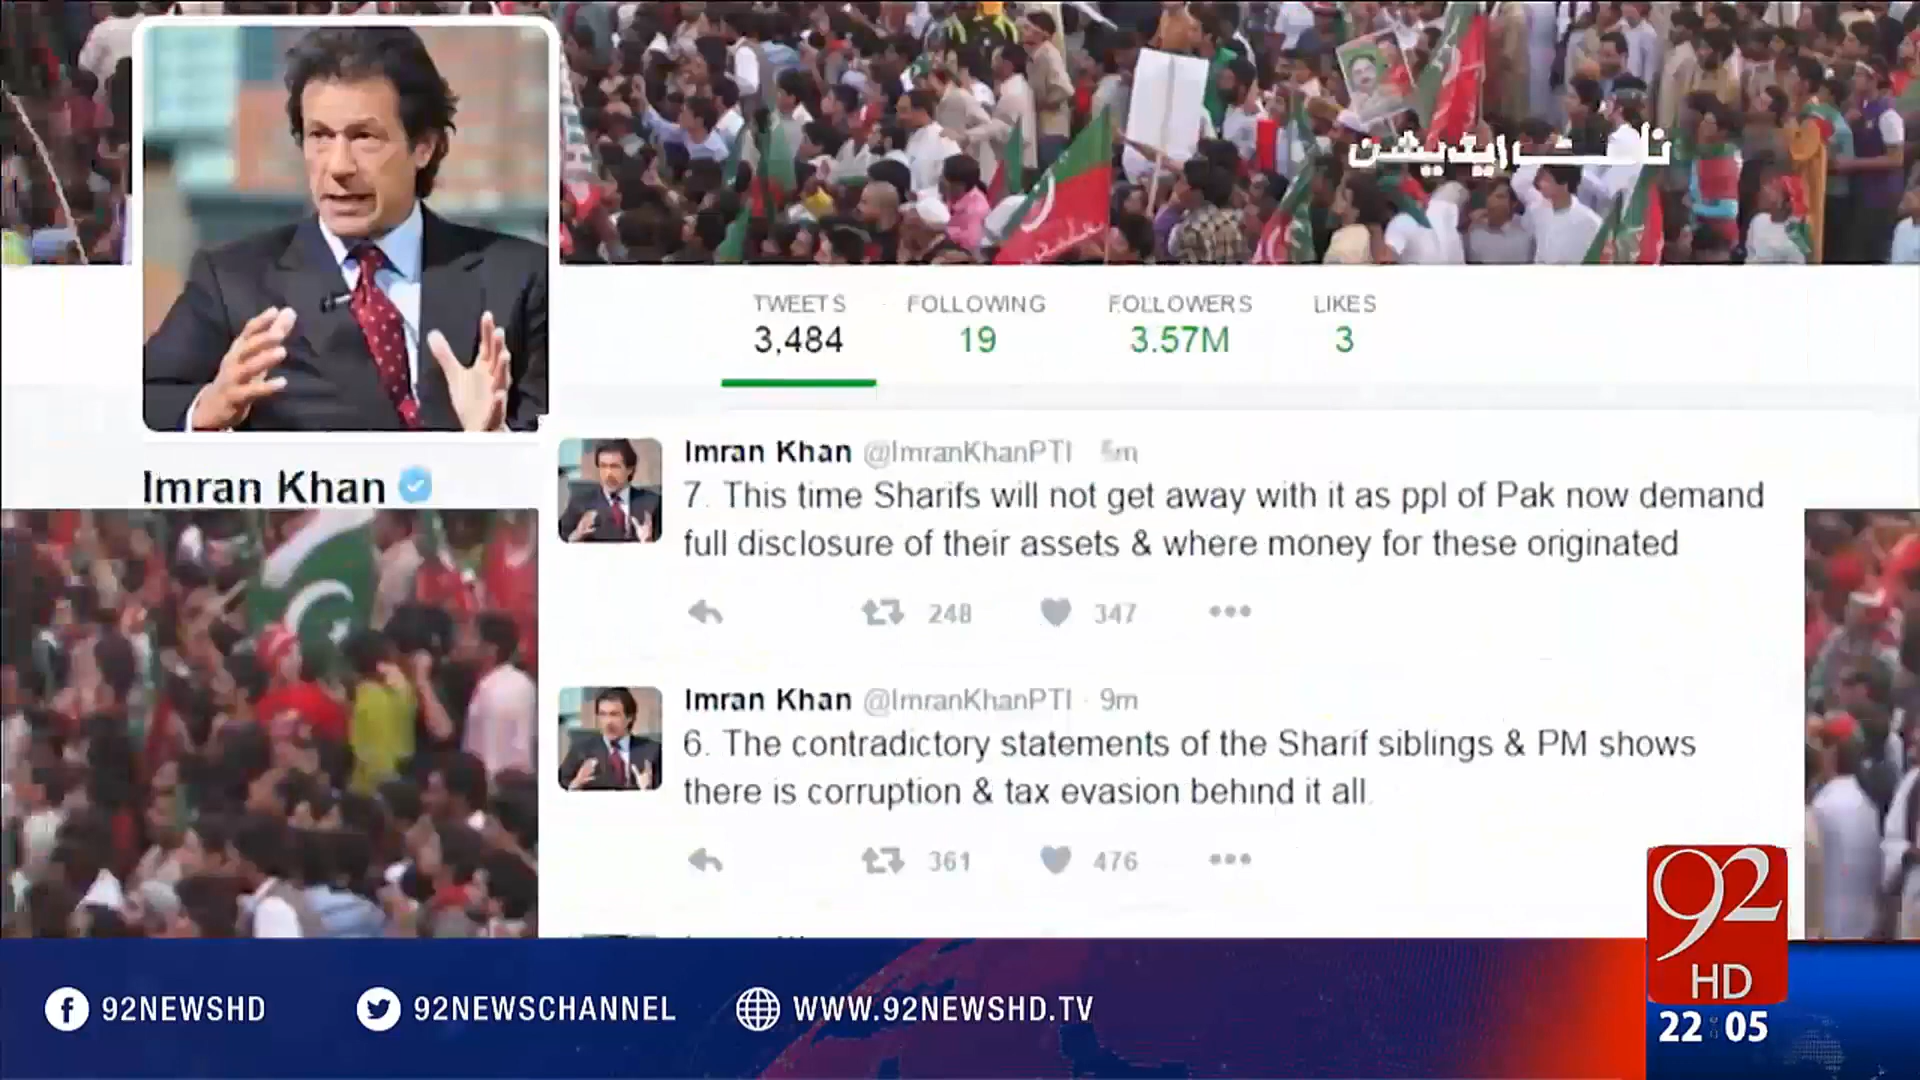 نائٹ ایڈیشن
TWEETS FOLLOWING FOLLOWERS LIKES
3,484 19 3.57M 3
Imran Khan
Imran Khan @ImranKhanPTI 5m
7. This time Sharifs will not get away with it as ppl of Pak now demand
full disclosure of their assets & where money for these originated
248 347
Imran Khan @ImranKhanPTI · 9m
6. The contradictory statements of the Sharif siblings & PM shows
there is corruption & tax evasion behind it all.
361 476
92
HD
92NEWSHD 92NEWSCHANNEL WWW.92NEWSHD.TV
22:05